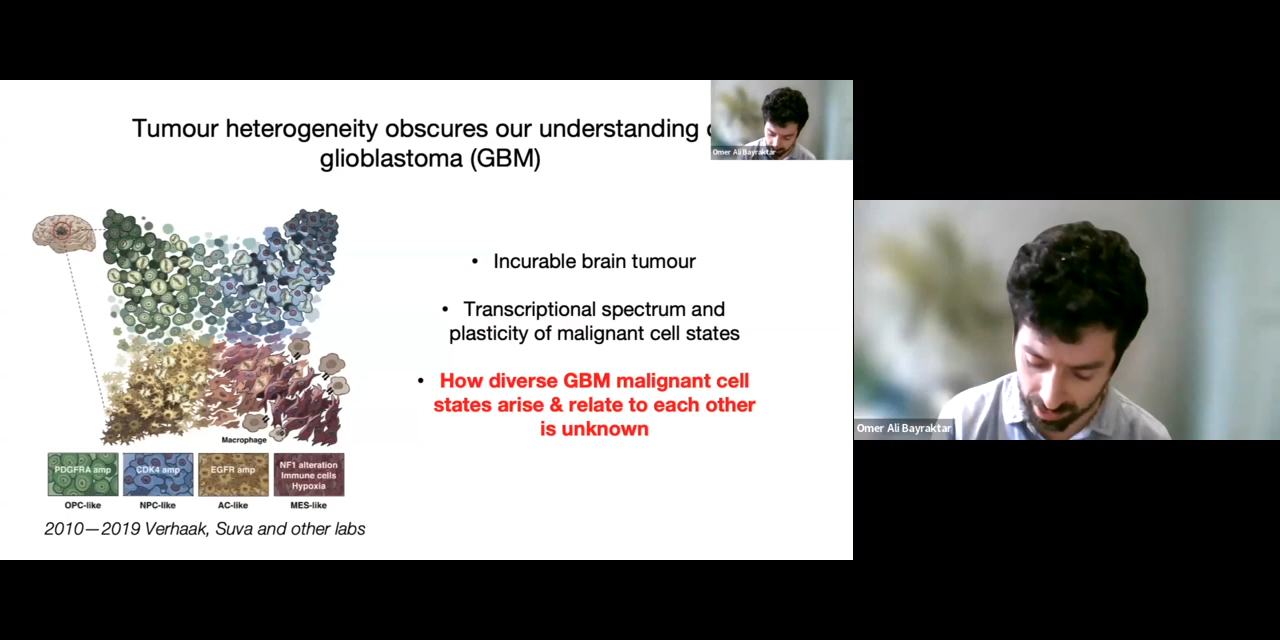 Tumour heterogeneity obscures our understanding
glioblastoma (GBM)
Omer Ali Bayraktar
• Incurable brain tumour
• Transcriptional spectrum and
plasticity of malignant cell states
• How diverse GBM malignant cell
states arise & relate to each other
is unknown
Macrophage
PDGFRA amp
CDK4 amp
EGFR amp
NF1 alteration
Immune cells
Hypoxia
OPC-like
NPC-like
AC-like
MES-like
2010—2019 Verhaak, Suva and other labs
Omer Ali Bayraktar